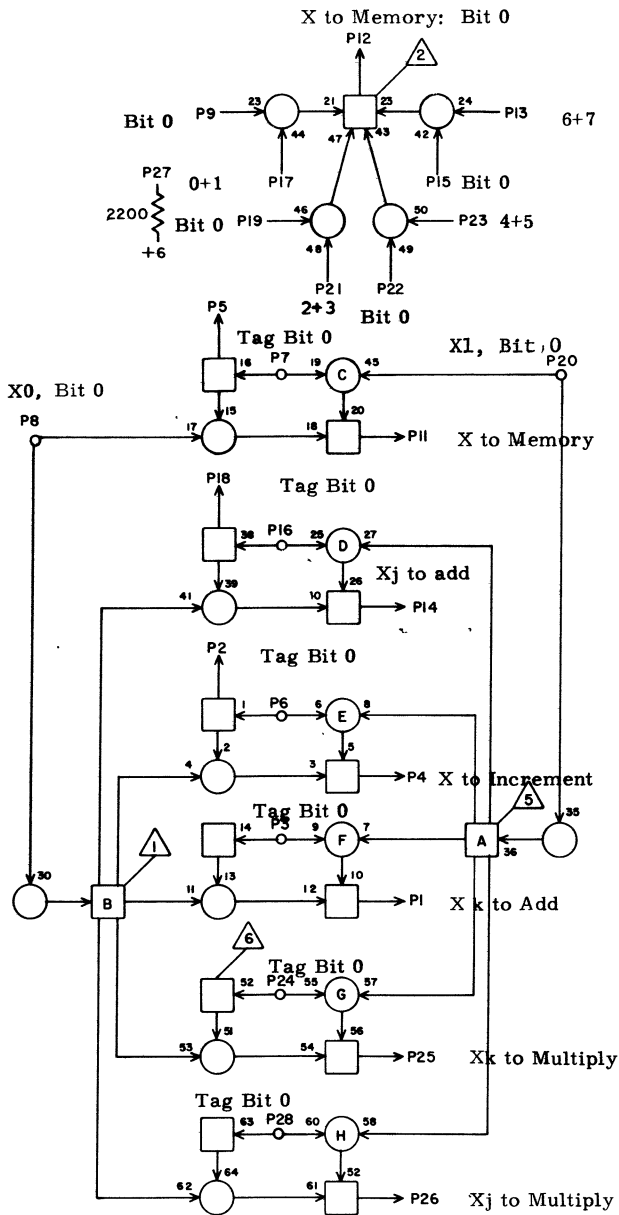 X to Memory: Bit 0
P12
2
23 21 23 24
Bit 0 P9 P13 6+7
44 47 43 42
P27 0+1 P17 P15 Bit 0
2200 Bit 0 P19 46 50 P23 4+5
+6 48 49
P21 P22
2+3
Bit 0
P5
Tag Bit 0
P7 X1, Bit 0
16 19 C 45 P20
X0, Bit 0
P8 15 20
17 18 P11 X to Memory
P18 Tag Bit 0
38 P16 25 D 27
39 26 Xj to add
41 10 P14
P2 Tag Bit 0
1 P6 6 E 8
2 5
4 3 P4 X to Increment
Tag Bit 0 5
14 P3 9 F 7 A 36 35
1
30 13 10
B 11 12 P1 Xk to Add
6
Tag Bit 0
52 P24 55 G 57
51 56
53 54 P25 Xk to Multiply
Tag Bit 0
63 P28 60 H 58
64 52
62 61 P26 Xj to Multiply